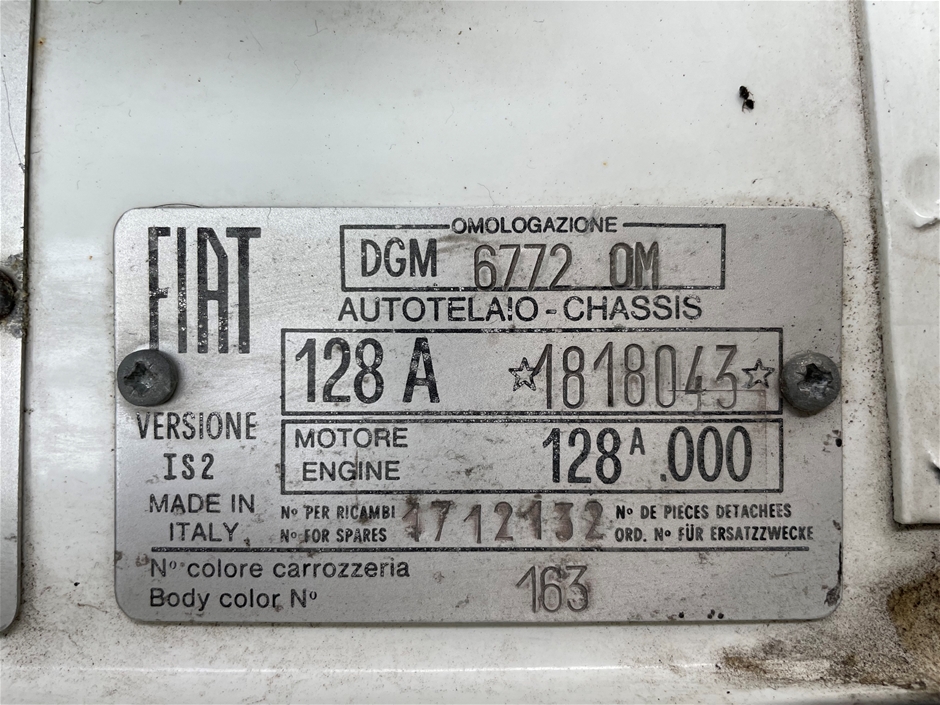 FIAT
OMOLOGAZIONE
DGM 6772 OM
AUTOTELAIO - CHASSIS
128 A ☆1818043☆
VERSIONE
IS2
MOTORE
ENGINE
128ᴬ .000
MADE IN
ITALY
Nº PER RICAMBI
Nº FOR SPARES
1712132
Nº DE PIECES DETACHEES
ORD. Nº FÜR ERSATZZWECKE
Nº colore carrozzeria
Body color Nº
163